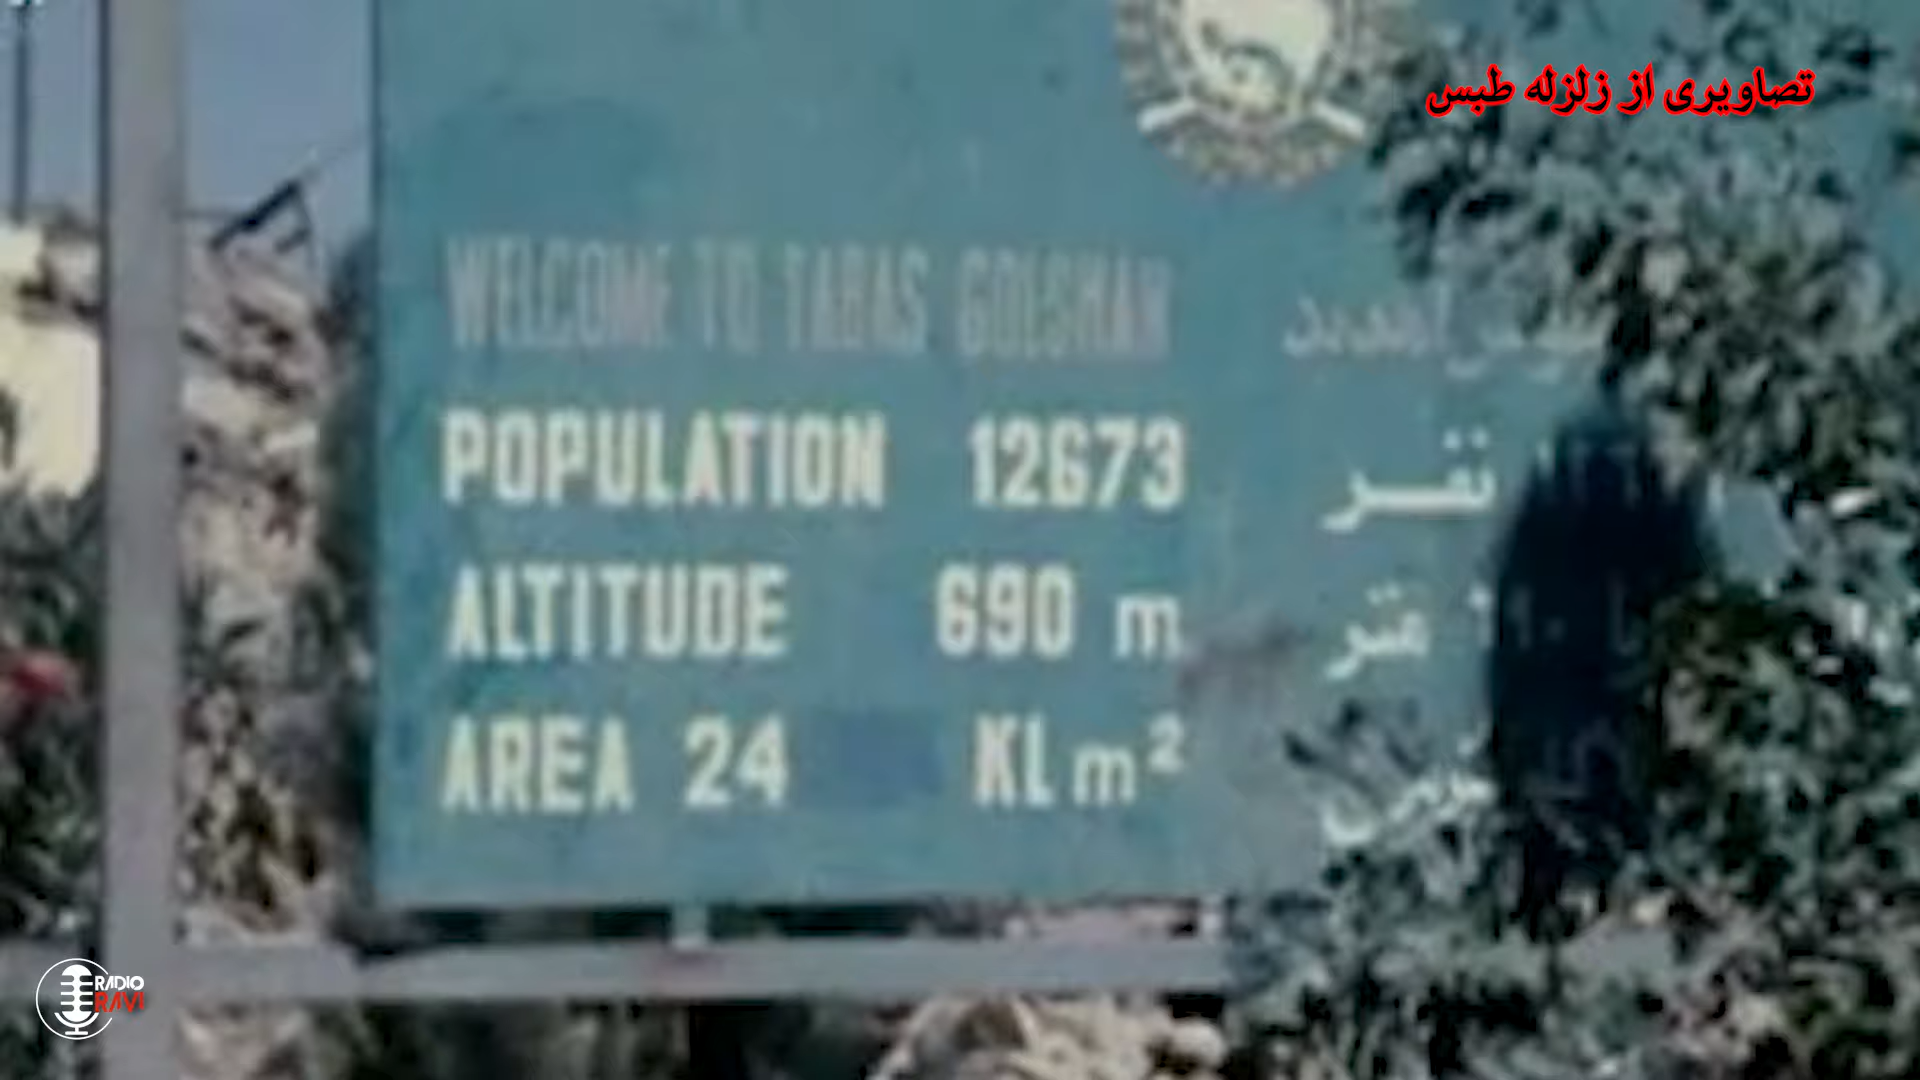 تصاویری از زلزله طبس
WELCOME TO TABAS GOLSHAN
POPULATION 12673
نفر
ALTITUDE 690 m
متر
AREA 24 KLm²
RADIO
RAVI